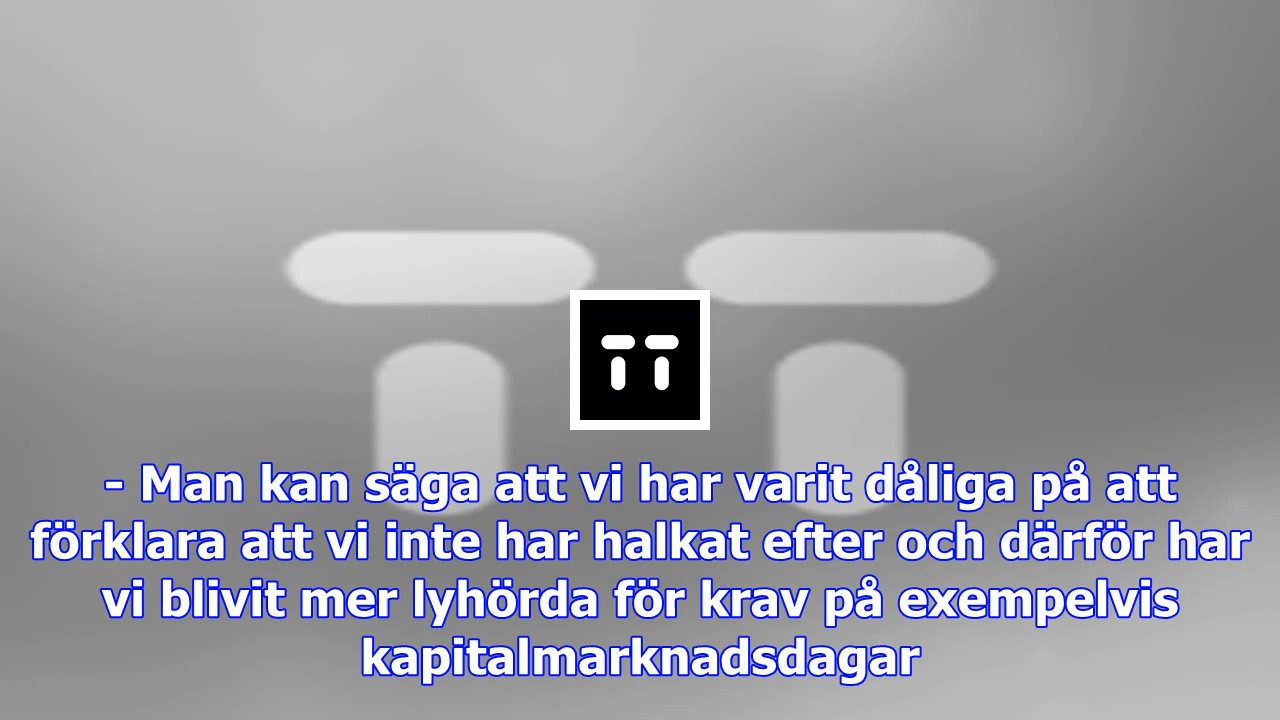 - Man kan säga att vi har varit dåliga på att
förklara att vi inte har halkat efter och därför har
vi blivit mer lyhörda för krav på exempelvis
kapitalmarknadsdagar